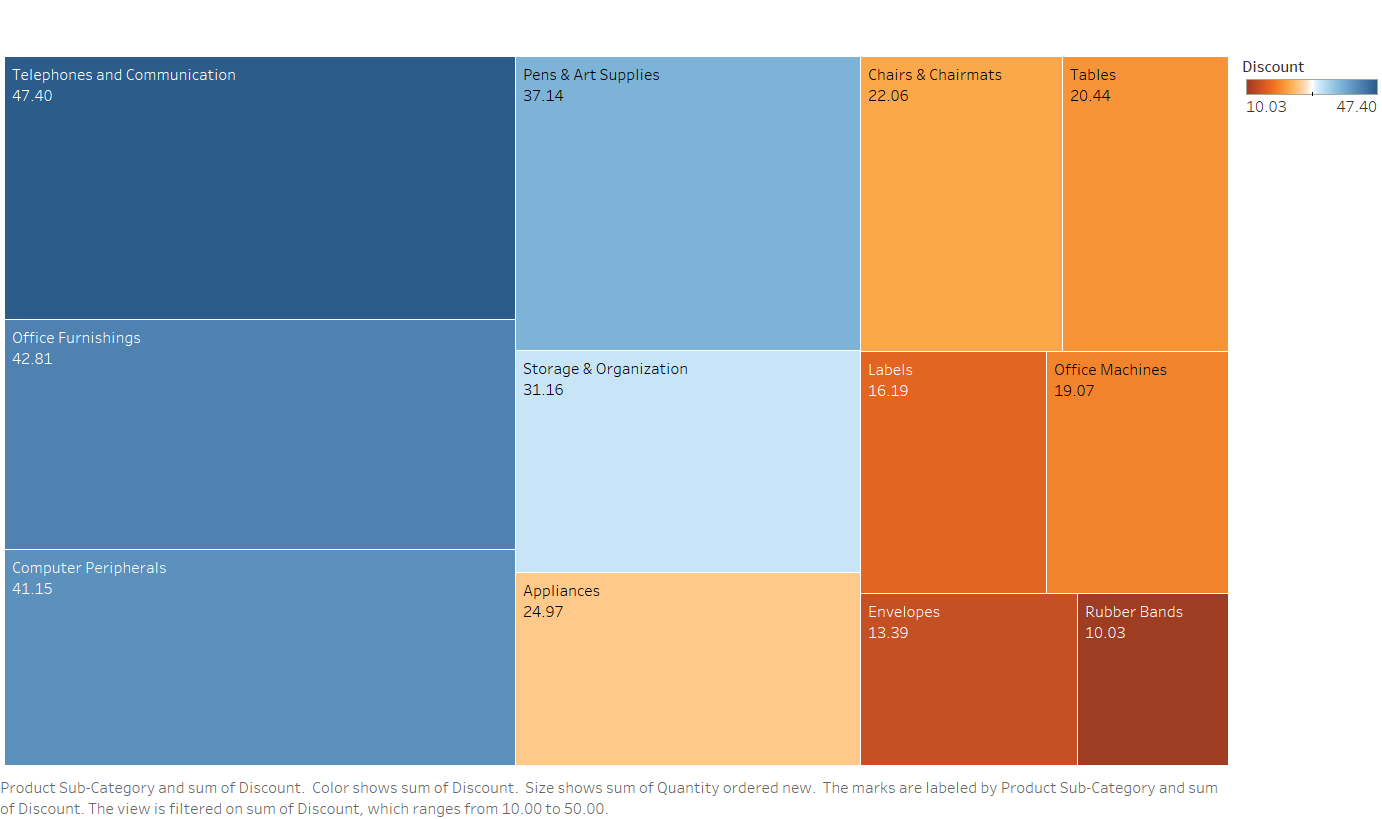 Telephones and Communication
47.40
Office Furnishings
42.81
Computer Peripherals
41.15
Pens & Art Supplies
37.14
Storage & Organization
31.16
Appliances
24.97
Chairs & Chairmats
22.06
Tables
20.44
Labels
16.19
Office Machines
19.07
Envelopes
13.39
Rubber Bands
10.03
Discount
10.03 47.40
Product Sub-Category and sum of Discount.  Color shows sum of Discount.  Size shows sum of Quantity ordered new.  The marks are labeled by Product Sub-Category and sum
of Discount. The view is filtered on sum of Discount, which ranges from 10.00 to 50.00.